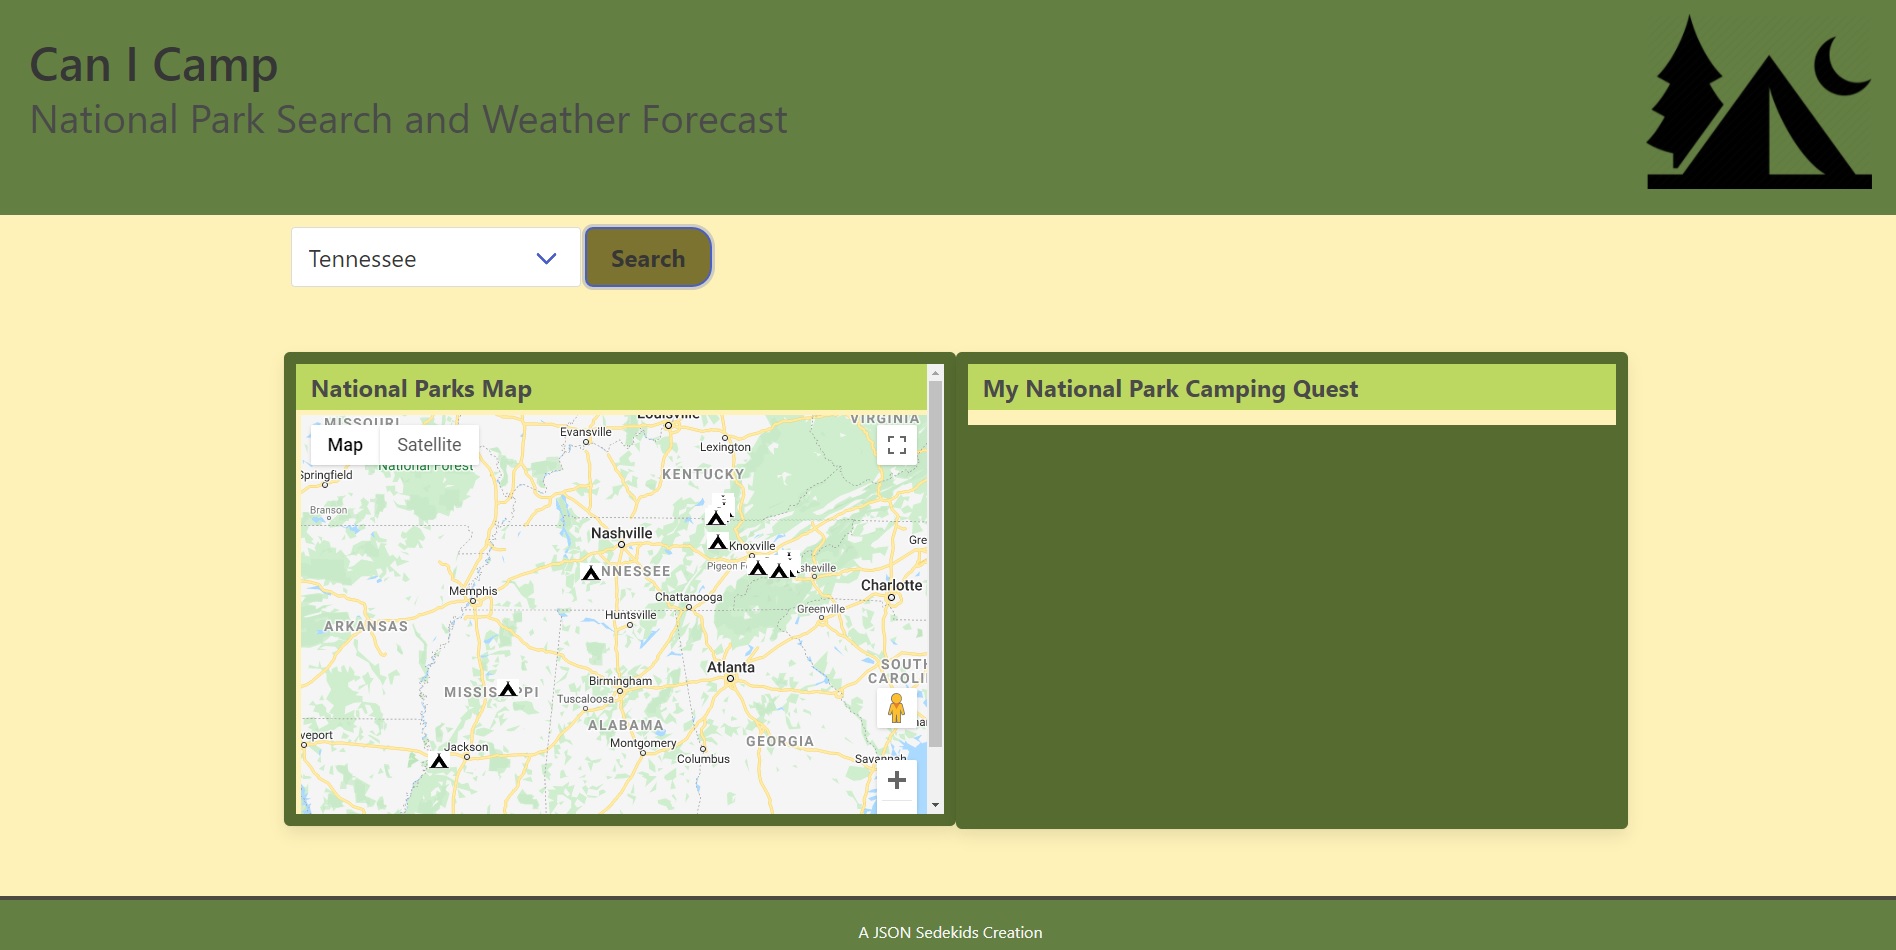 Can I Camp
National Park Search and Weather Forecast
Tennessee
Search
National Parks Map
My National Park Camping Quest
MISSOURI
Louisville
VIRGINIA
Map
Satellite
Evansville
Lexington
National Forest
Springfield
KENTUCKY
Branson
Nashville
Knoxville
Gre
Pigeon F
sheville
NNESSEE
Charlotte
Memphis
Chattanooga
Greenville
Huntsville
ARKANSAS
Atlanta
SOUTH
CAROLI
Birmingham
MISSIS
PPI
Tuscaloosa
ALABAMA
veport
Jackson
Montgomery
GEORGIA
Columbus
Savannah
A JSON Sedekids Creation